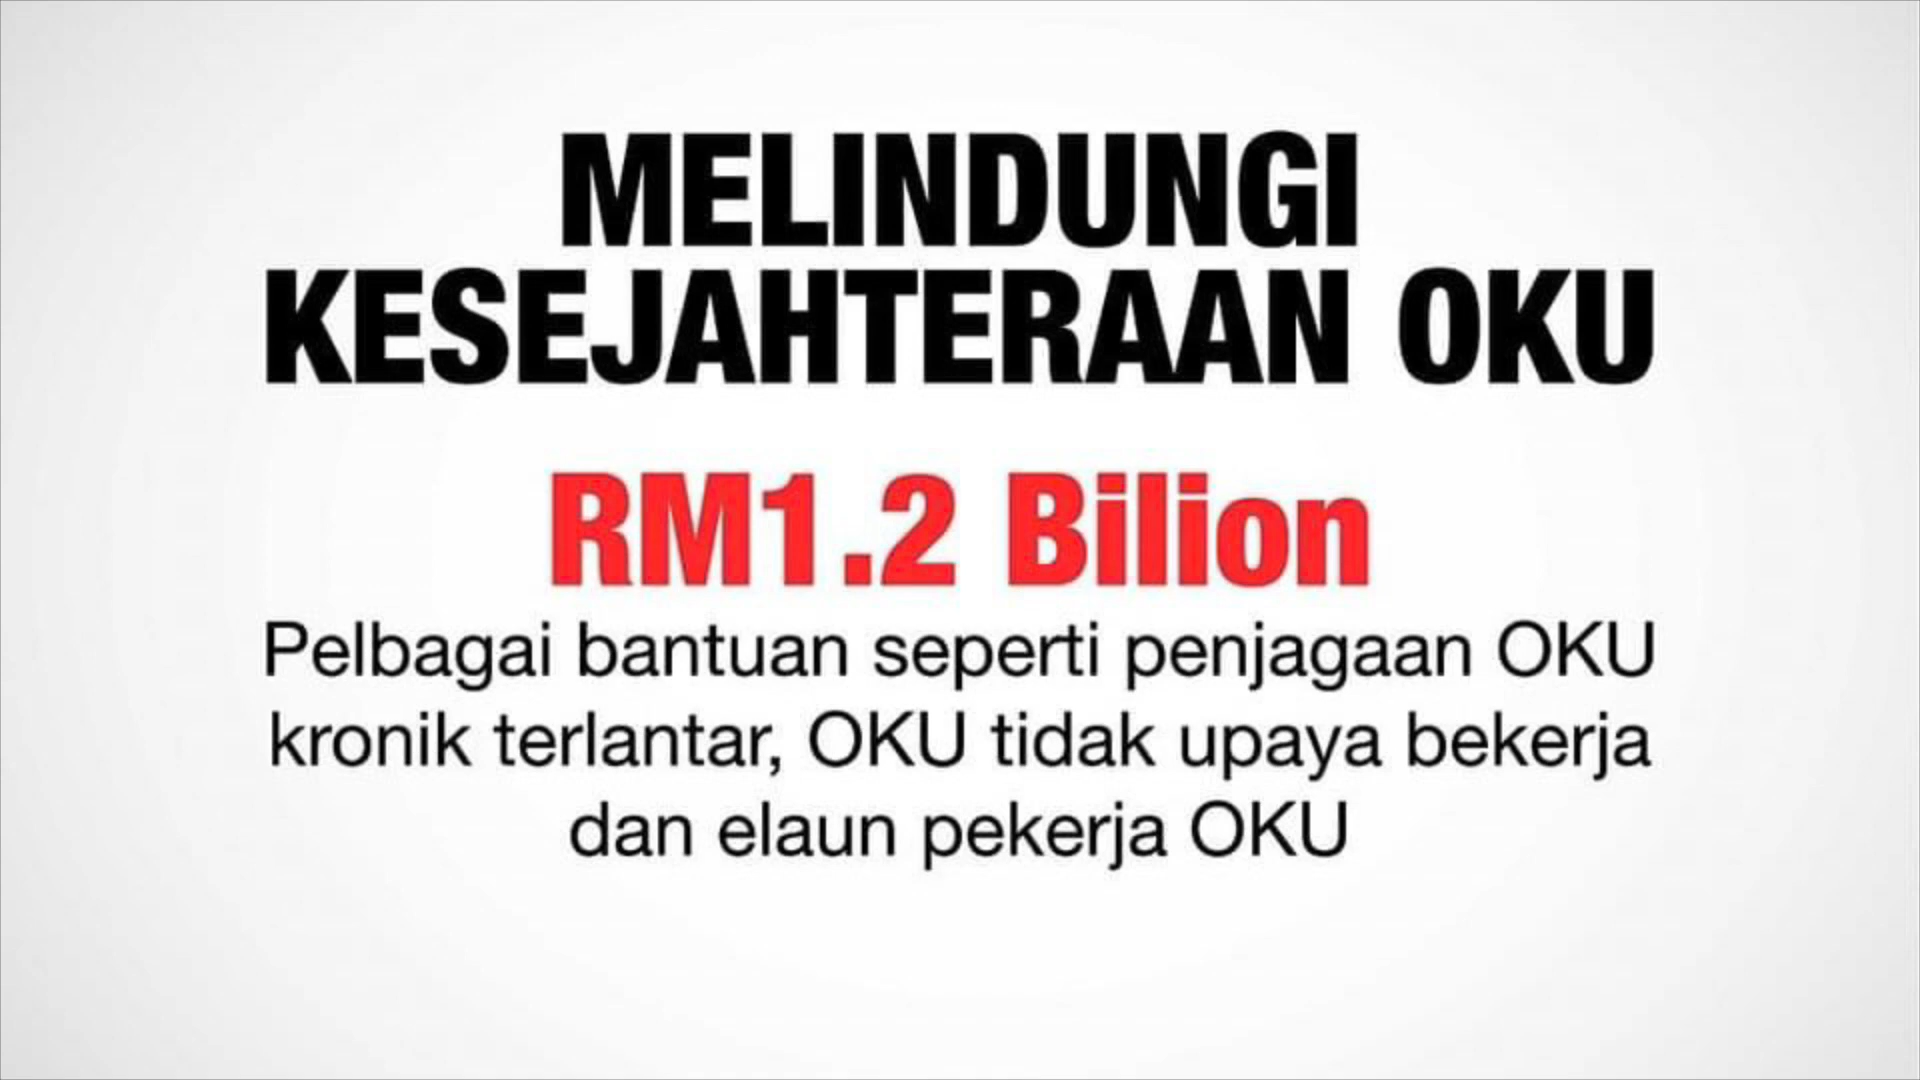 MELINDUNGI
KESEJAHTERAAN OKU
RM1.2 Bilion
Pelbagai bantuan seperti penjagaan OKU
kronik terlantar, OKU tidak upaya bekerja
dan elaun pekerja OKU